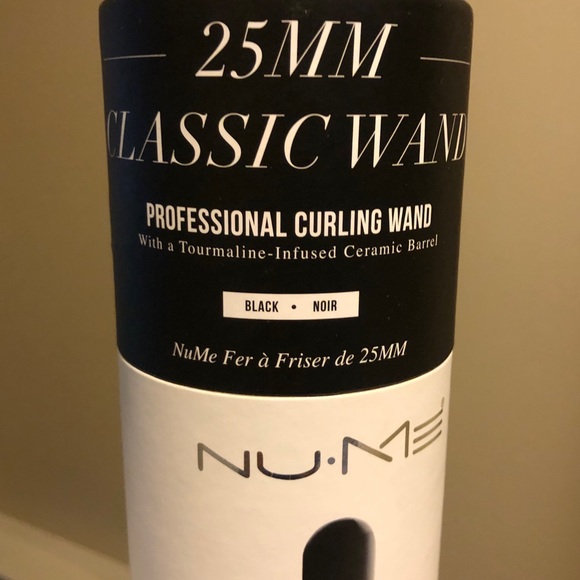 25MM
CLASSIC WAND
PROFESSIONAL CURLING WAND
With a Tourmaline-Infused Ceramic Barrel
BLACK • NOIR
NuMe Fer à Friser de 25MM
NU·MĒ